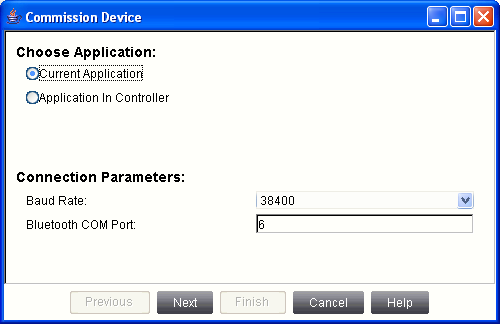 Commission Device
Choose Application:
Current Application
Application In Controller
Connection Parameters:
Baud Rate: 38400
Bluetooth COM Port: 6
Previous Next Finish Cancel Help